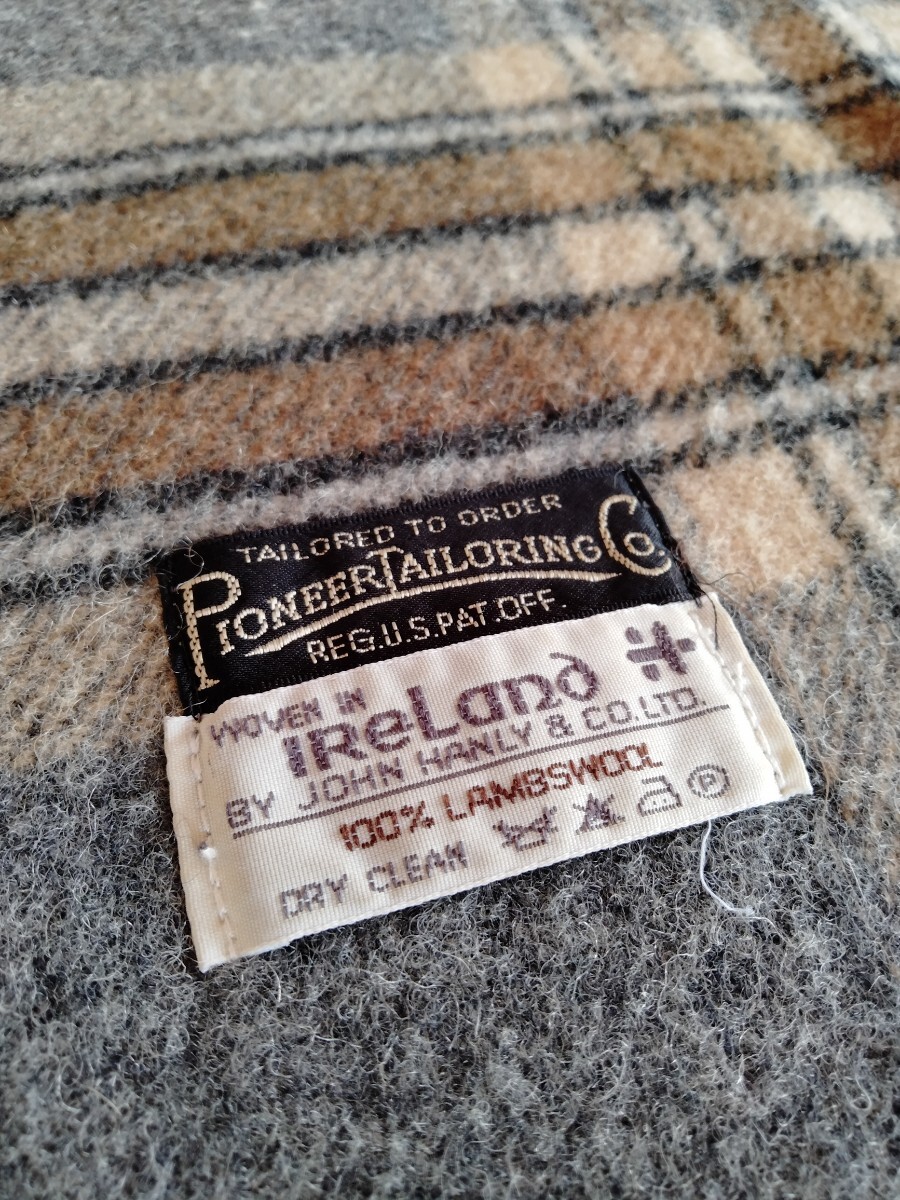 TAILORED TO ORDER
PIONEER TAILORING Co.
REG.U.S.PAT.OFF.
WOVEN IN
IReLand
BY JOHN HANLY & CO.LTD.
100% LAMBSWOOL
DRY CLEAN P